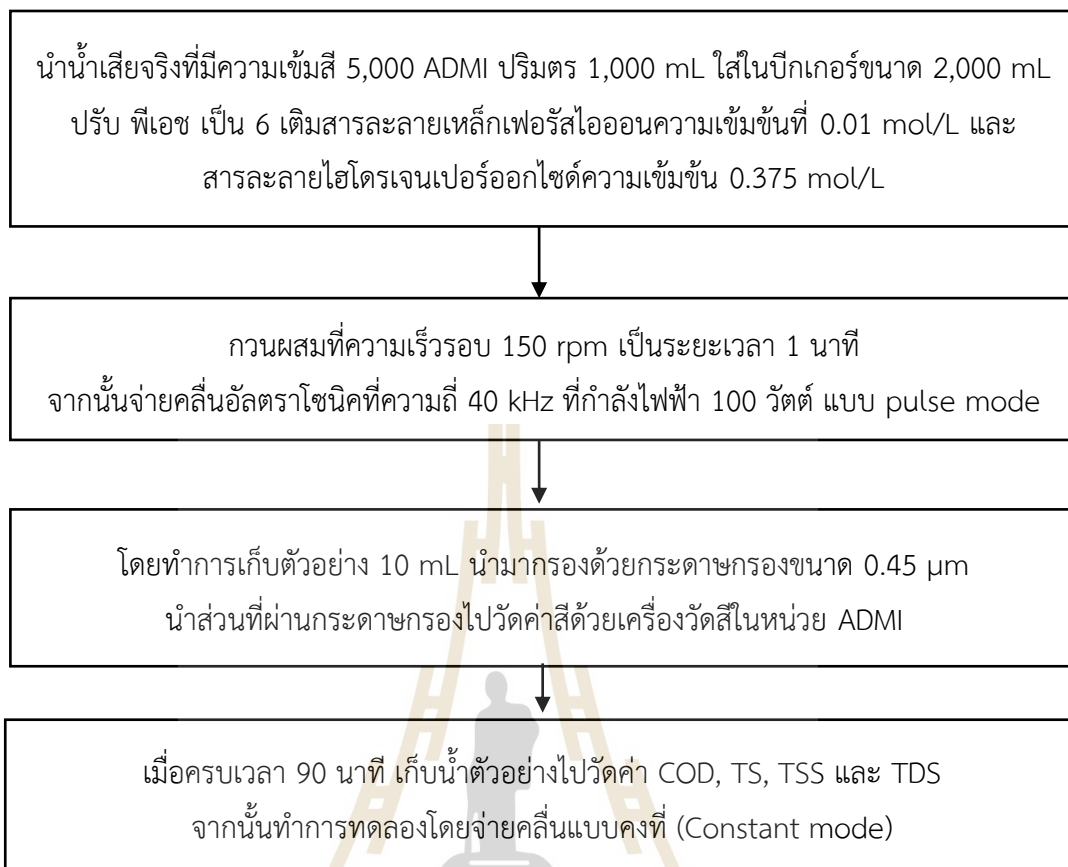 นำน้ำเสียจริงที่มีความเข้มสี 5,000 ADMI ปริมตร 1,000 mL ใส่ในบีกเกอร์ขนาด 2,000 mL
ปรับ พีเอช เป็น 6 เติมสารละลายเหล็กเฟอรัสไอออนความเข้มข้นที่ 0.01 mol/L และ
สารละลายไฮโดรเจนเปอร์ออกไซด์ความเข้มข้น 0.375 mol/L
กวนผสมที่ความเร็วรอบ 150 rpm เป็นระยะเวลา 1 นาที
จากนั้นจ่ายคลื่นอัลตราโซนิคที่ความถี่ 40 kHz ที่กำลังไฟฟ้า 100 วัตต์ แบบ pulse mode
โดยทำการเก็บตัวอย่าง 10 mL นำมากรองด้วยกระดาษกรองขนาด 0.45 µm
นำส่วนที่ผ่านกระดาษกรองไปวัดค่าสีด้วยเครื่องวัดสีในหน่วย ADMI
เมื่อครบเวลา 90 นาที เก็บน้ำตัวอย่างไปวัดค่า COD, TS, TSS และ TDS
จากนั้นทำการทดลองโดยจ่ายคลื่นแบบคงที่ (Constant mode)